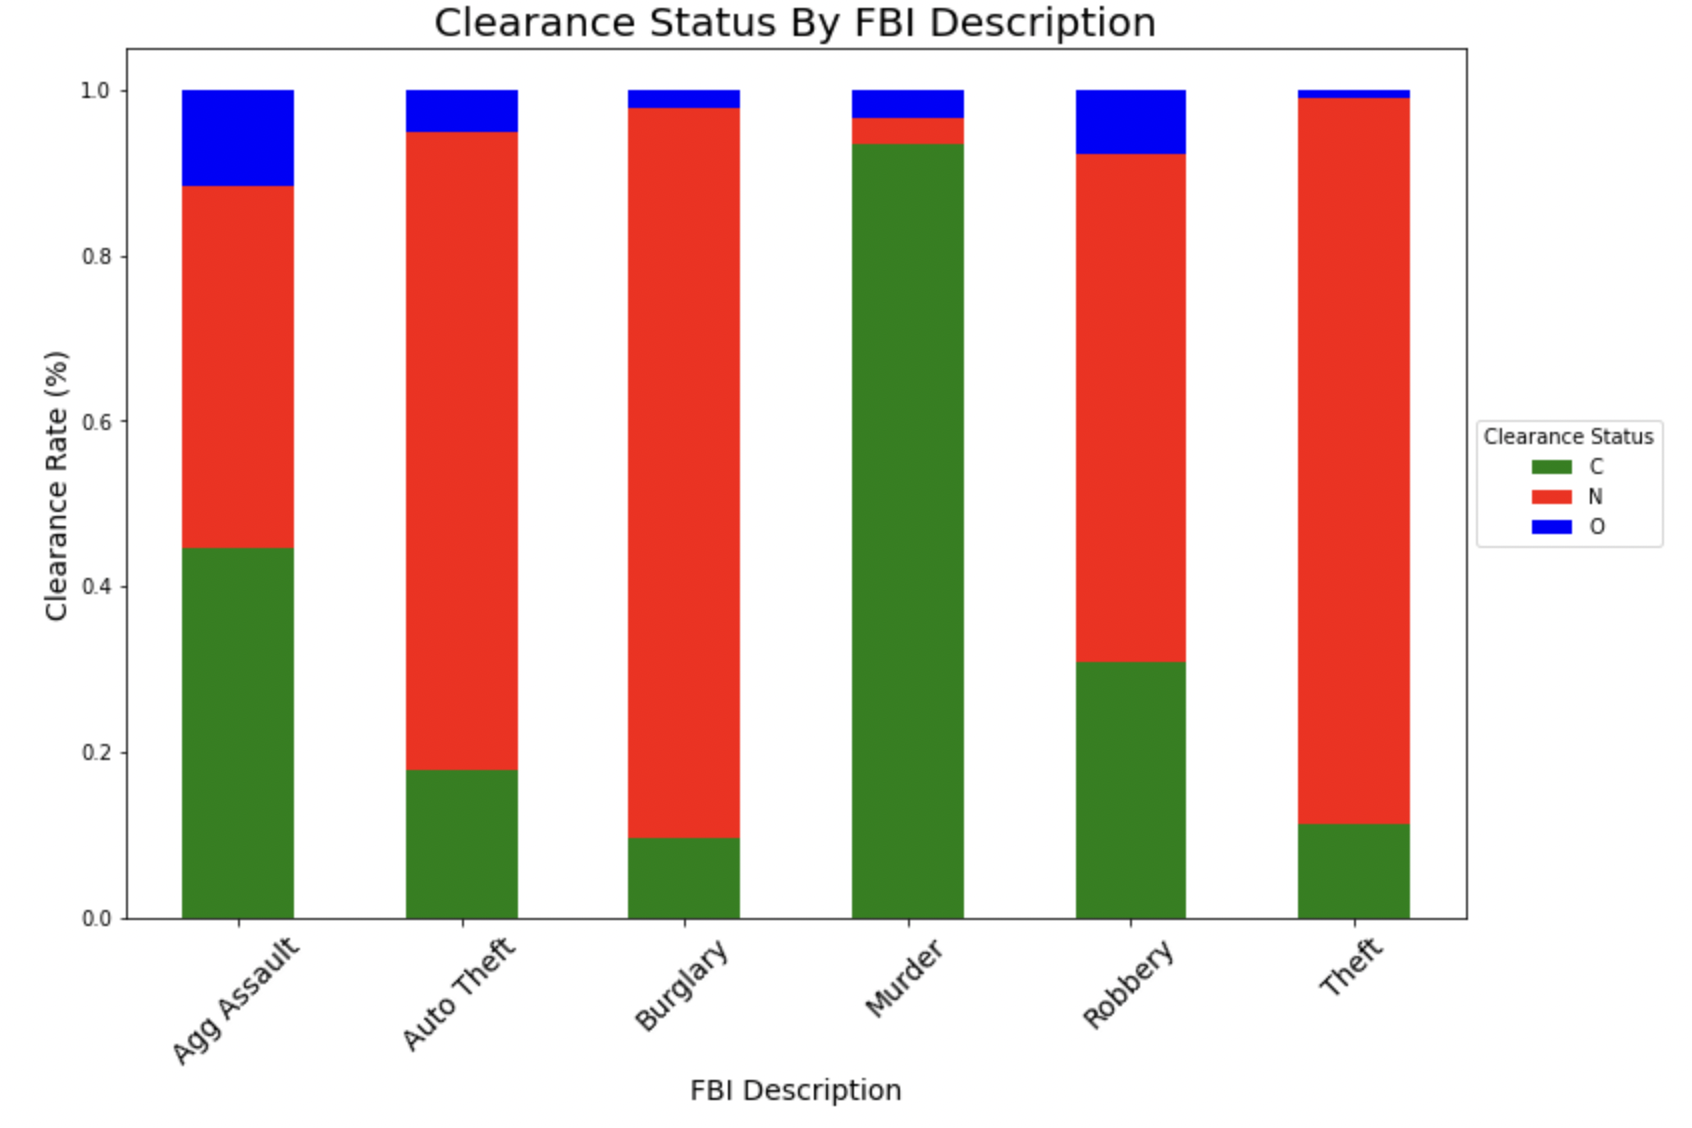 Clearance Status By FBI Description
Clearance Rate (%)
1.0
0.8
0.6
0.4
0.2
0.0
Agg Assault
Auto Theft
Burglary
Murder
Robbery
Theft
FBI Description
Clearance Status
C
N
O